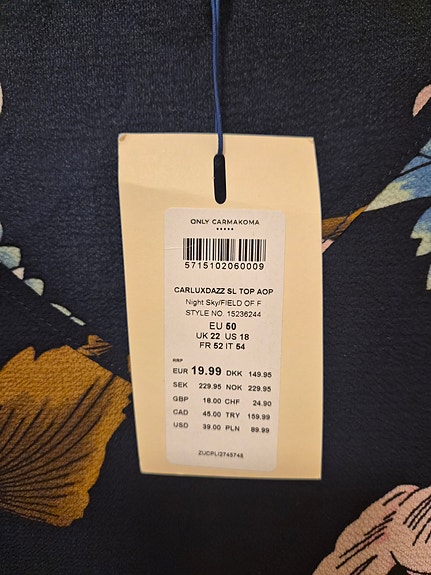 ONLY CARMAKOMA
5715102060009
CARLUXDAZZ SL TOP AOP
Night Sky/FIELD OF F
STYLE NO. 15236244
EU 50
UK 22 US 18
FR 52 IT 54
RRP
EUR 19.99 DKK 149.95
SEK 229.95 NOK 229.95
GBP 18.00 CHF 24.90
CAD 45.00 TRY 159.99
USD 39.00 PLN 89.99
ZUCPLI2745748